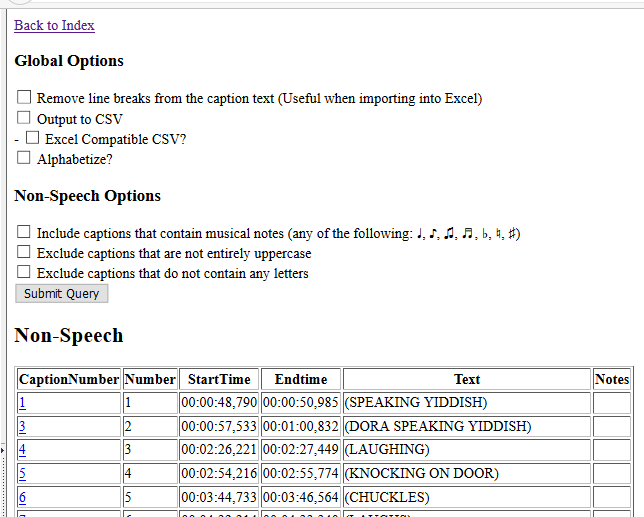 Back to Index
Global Options
Remove line breaks from the caption text (Useful when importing into Excel)
Output to CSV
- Excel Compatible CSV?
Alphabetize?
Non-Speech Options
Include captions that contain musical notes (any of the following: ♩, ♪, ♫, ♬, ♭, ♮, ♯)
Exclude captions that are not entirely uppercase
Exclude captions that do not contain any letters
Submit Query
Non-Speech
CaptionNumber Number StartTime Endtime Text Notes
1 1 00:00:48,790 00:00:50,985 (SPEAKING YIDDISH)
3 2 00:00:57,533 00:01:00,832 (DORA SPEAKING YIDDISH)
4 3 00:02:26,221 00:02:27,449 (LAUGHING)
5 4 00:02:54,216 00:02:55,774 (KNOCKING ON DOOR)
6 5 00:03:44,733 00:03:46,564 (CHUCKLES)